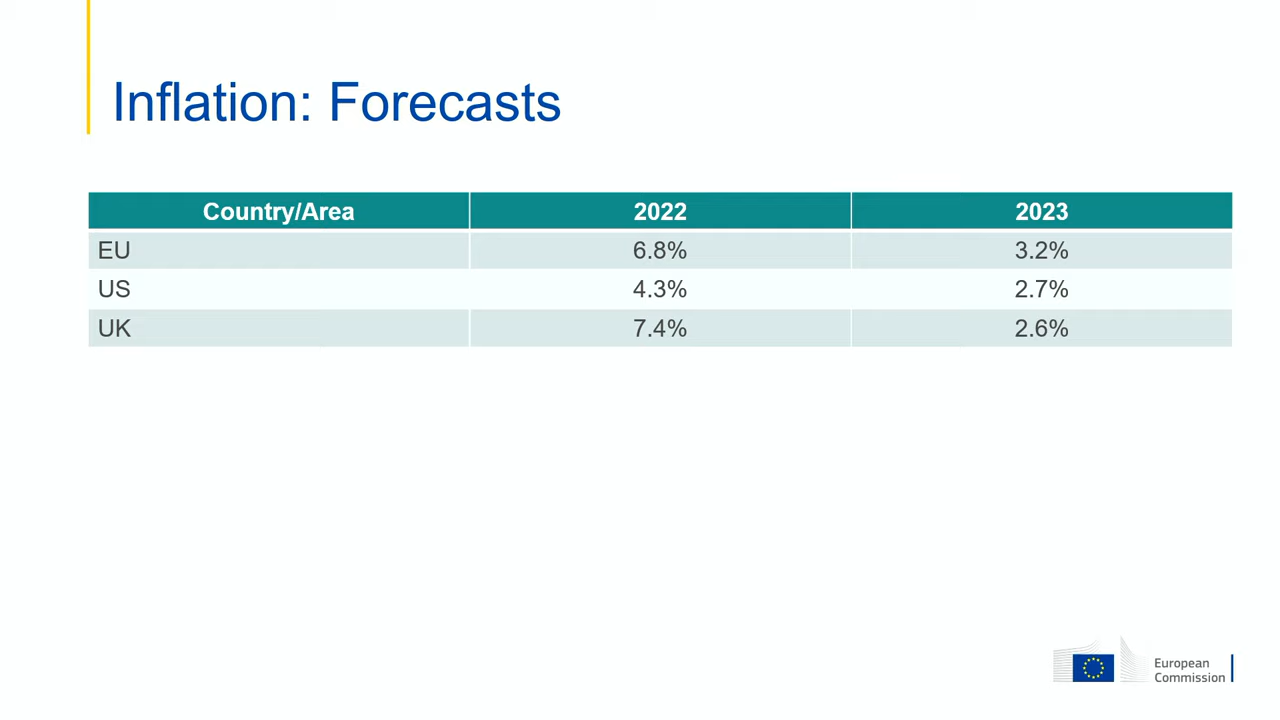 Inflation: Forecasts
Country/Area 2022 2023
EU 6.8% 3.2%
US 4.3% 2.7%
UK 7.4% 2.6%
European
Commission